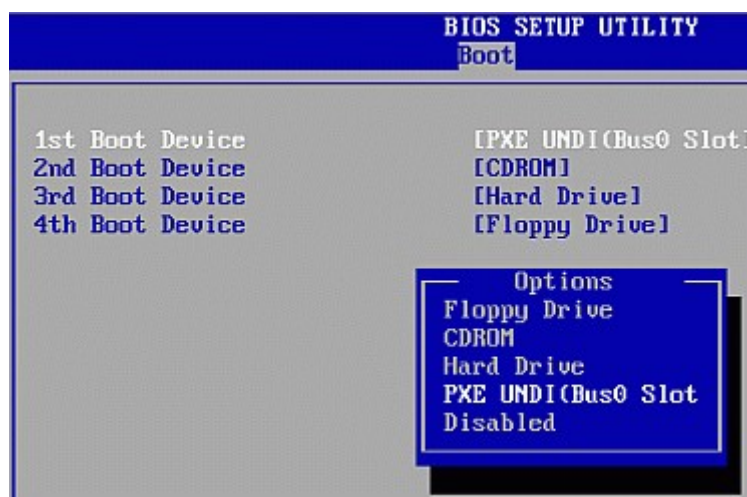 BIOS SETUP UTILITY
Boot
1st Boot Device [PXE UNDI(Bus0 Slot]
2nd Boot Device [CDROM]
3rd Boot Device [Hard Drive]
4th Boot Device [Floppy Drive]
Options
Floppy Drive
CDROM
Hard Drive
PXE UNDI(Bus0 Slot
Disabled